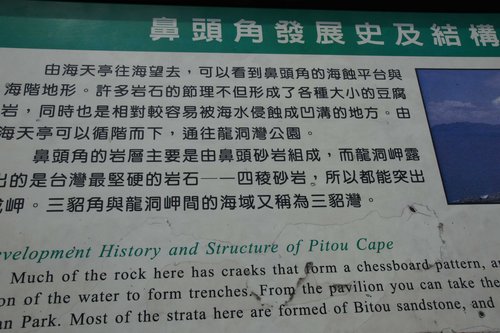 鼻頭角發展史及結構
由海天亭往海望去，可以看到鼻頭角的海蝕平台與
海階地形。許多岩石的節理不但形成了各種大小的豆腐
岩，同時也是相對較容易被海水侵蝕成凹溝的地方。由
海天亭可以循階而下，通往龍洞灣公園。
鼻頭角的岩層主要是由鼻頭砂岩組成，而龍洞岬露
出的是台灣最堅硬的岩石——四稜砂岩，所以都能突出
成岬。三貂角與龍洞岬間的海域又稱為三貂灣。
evelopment History and Structure of Pitou Cape
Much of the rock here has cracks that form a chessboard pattern, a
on of the water to form trenches. From the pavilion you can take the
an Park. Most of the strata here are formed of Bitou sandstone, and